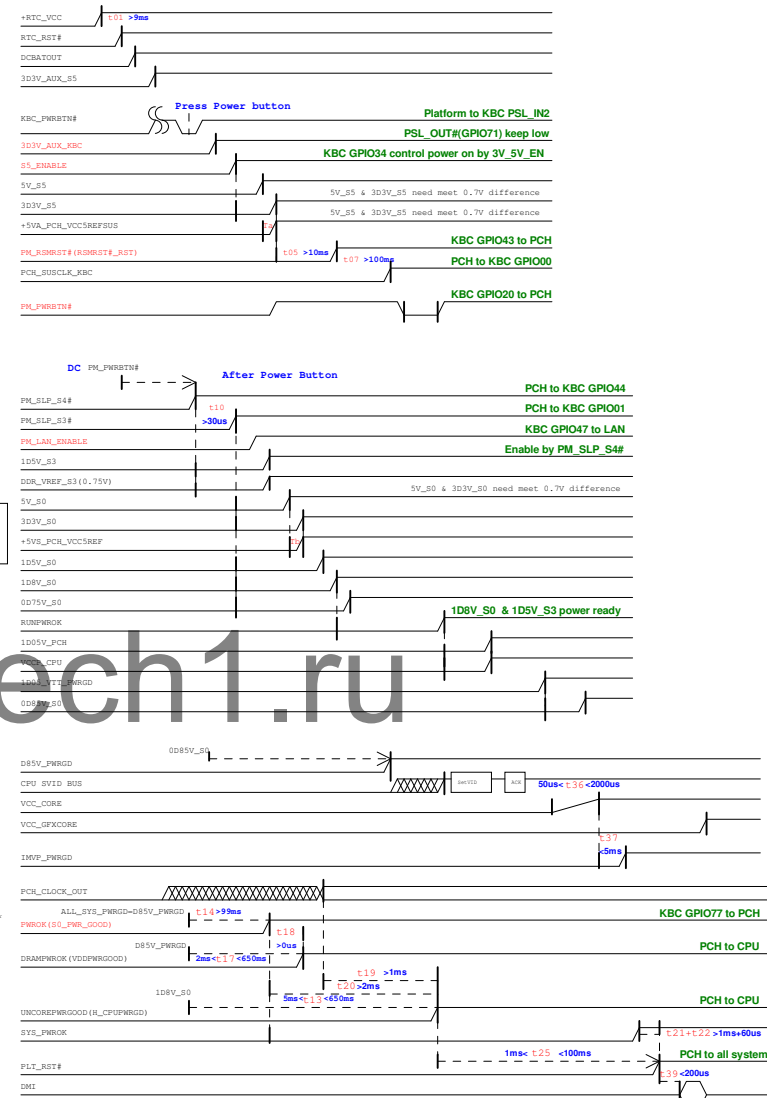 +RTC_VCC t01 >9ms
RTC_RST#
DCBATOUT
3D3V_AUX_S5
Press Power button
KBC_PWRBTN# Platform to KBC PSL_IN2
3D3V_AUX_KBC PSL_OUT#(GPIO71) keep low
S5_ENABLE KBC GPIO34 control power on by 3V_5V_EN
5V_S5 5V_S5 & 3D3V_S5 need meet 0.7V difference
3D3V_S5 5V_S5 & 3D3V_S5 need meet 0.7V difference
+5VA_PCH_VCC5REFSUS Ta
PM_RSMRST#(RSMRST#_RST) t05 >10ms KBC GPIO43 to PCH
t07 >100ms PCH to KBC GPIO00
PCH_SUSCLK_KBC
PM_PWRBTN# KBC GPIO20 to PCH
DC PM_PWRBTN# After Power Button
PM_SLP_S4# PCH to KBC GPIO44
t10
PM_SLP_S3# >30us PCH to KBC GPIO01
PM_LAN_ENABLE KBC GPIO47 to LAN
1D5V_S3 Enable by PM_SLP_S4#
DDR_VREF_S3(0.75V)
5V_S0 5V_S0 & 3D3V_S0 need meet 0.7V difference
3D3V_S0
+5VS_PCH_VCC5REF Tb
1D5V_S0
1D8V_S0
0D75V_S0
RUNPWROK 1D8V_S0 & 1D5V_S3 power ready
1D05V_PCH
VCCP_CPU
1D05_VTT_PWRGD
0D85V_S0
ech1.ru
0D85V_S0
D85V_PWRGD
CPU SVID BUS SetVID ACK 50us< t36 <2000us
VCC_CORE
VCC_GFXCORE
t37
<5ms
IMVP_PWRGD
PCH_CLOCK_OUT
ALL_SYS_PWRGD=D85V_PWRGD t14 >99ms KBC GPIO77 to PCH
PWROK(S0_PWR_GOOD)
t18
>0us
D85V_PWRGD PCH to CPU
DRAMPWROK(VDDPWRGOOD) 2ms< t17 <650ms
t19 >1ms
t20 >2ms
1D8V_S0 5ms< t13 <650ms PCH to CPU
UNCOREPWRGOOD(H_CPUPWRGD)
SYS_PWROK t21+t22 >1ms+60us
1ms< t25 <100ms PCH to all system
PLT_RST#
t39 <200us
DMI